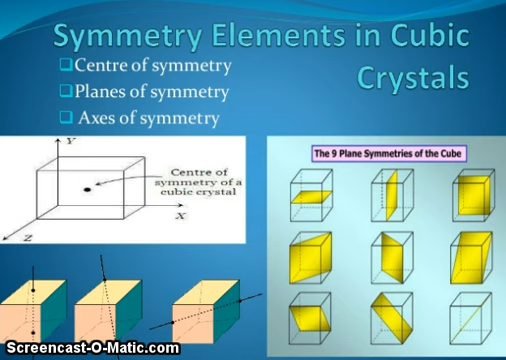 Symmetry Elements in Cubic
Crystals
Centre of symmetry
Planes of symmetry
Axes of symmetry
Y
Centre of
symmetry of a
cubic crystal
X
Z
The 9 Plane Symmetries of the Cube
Screencast-O-Matic.com